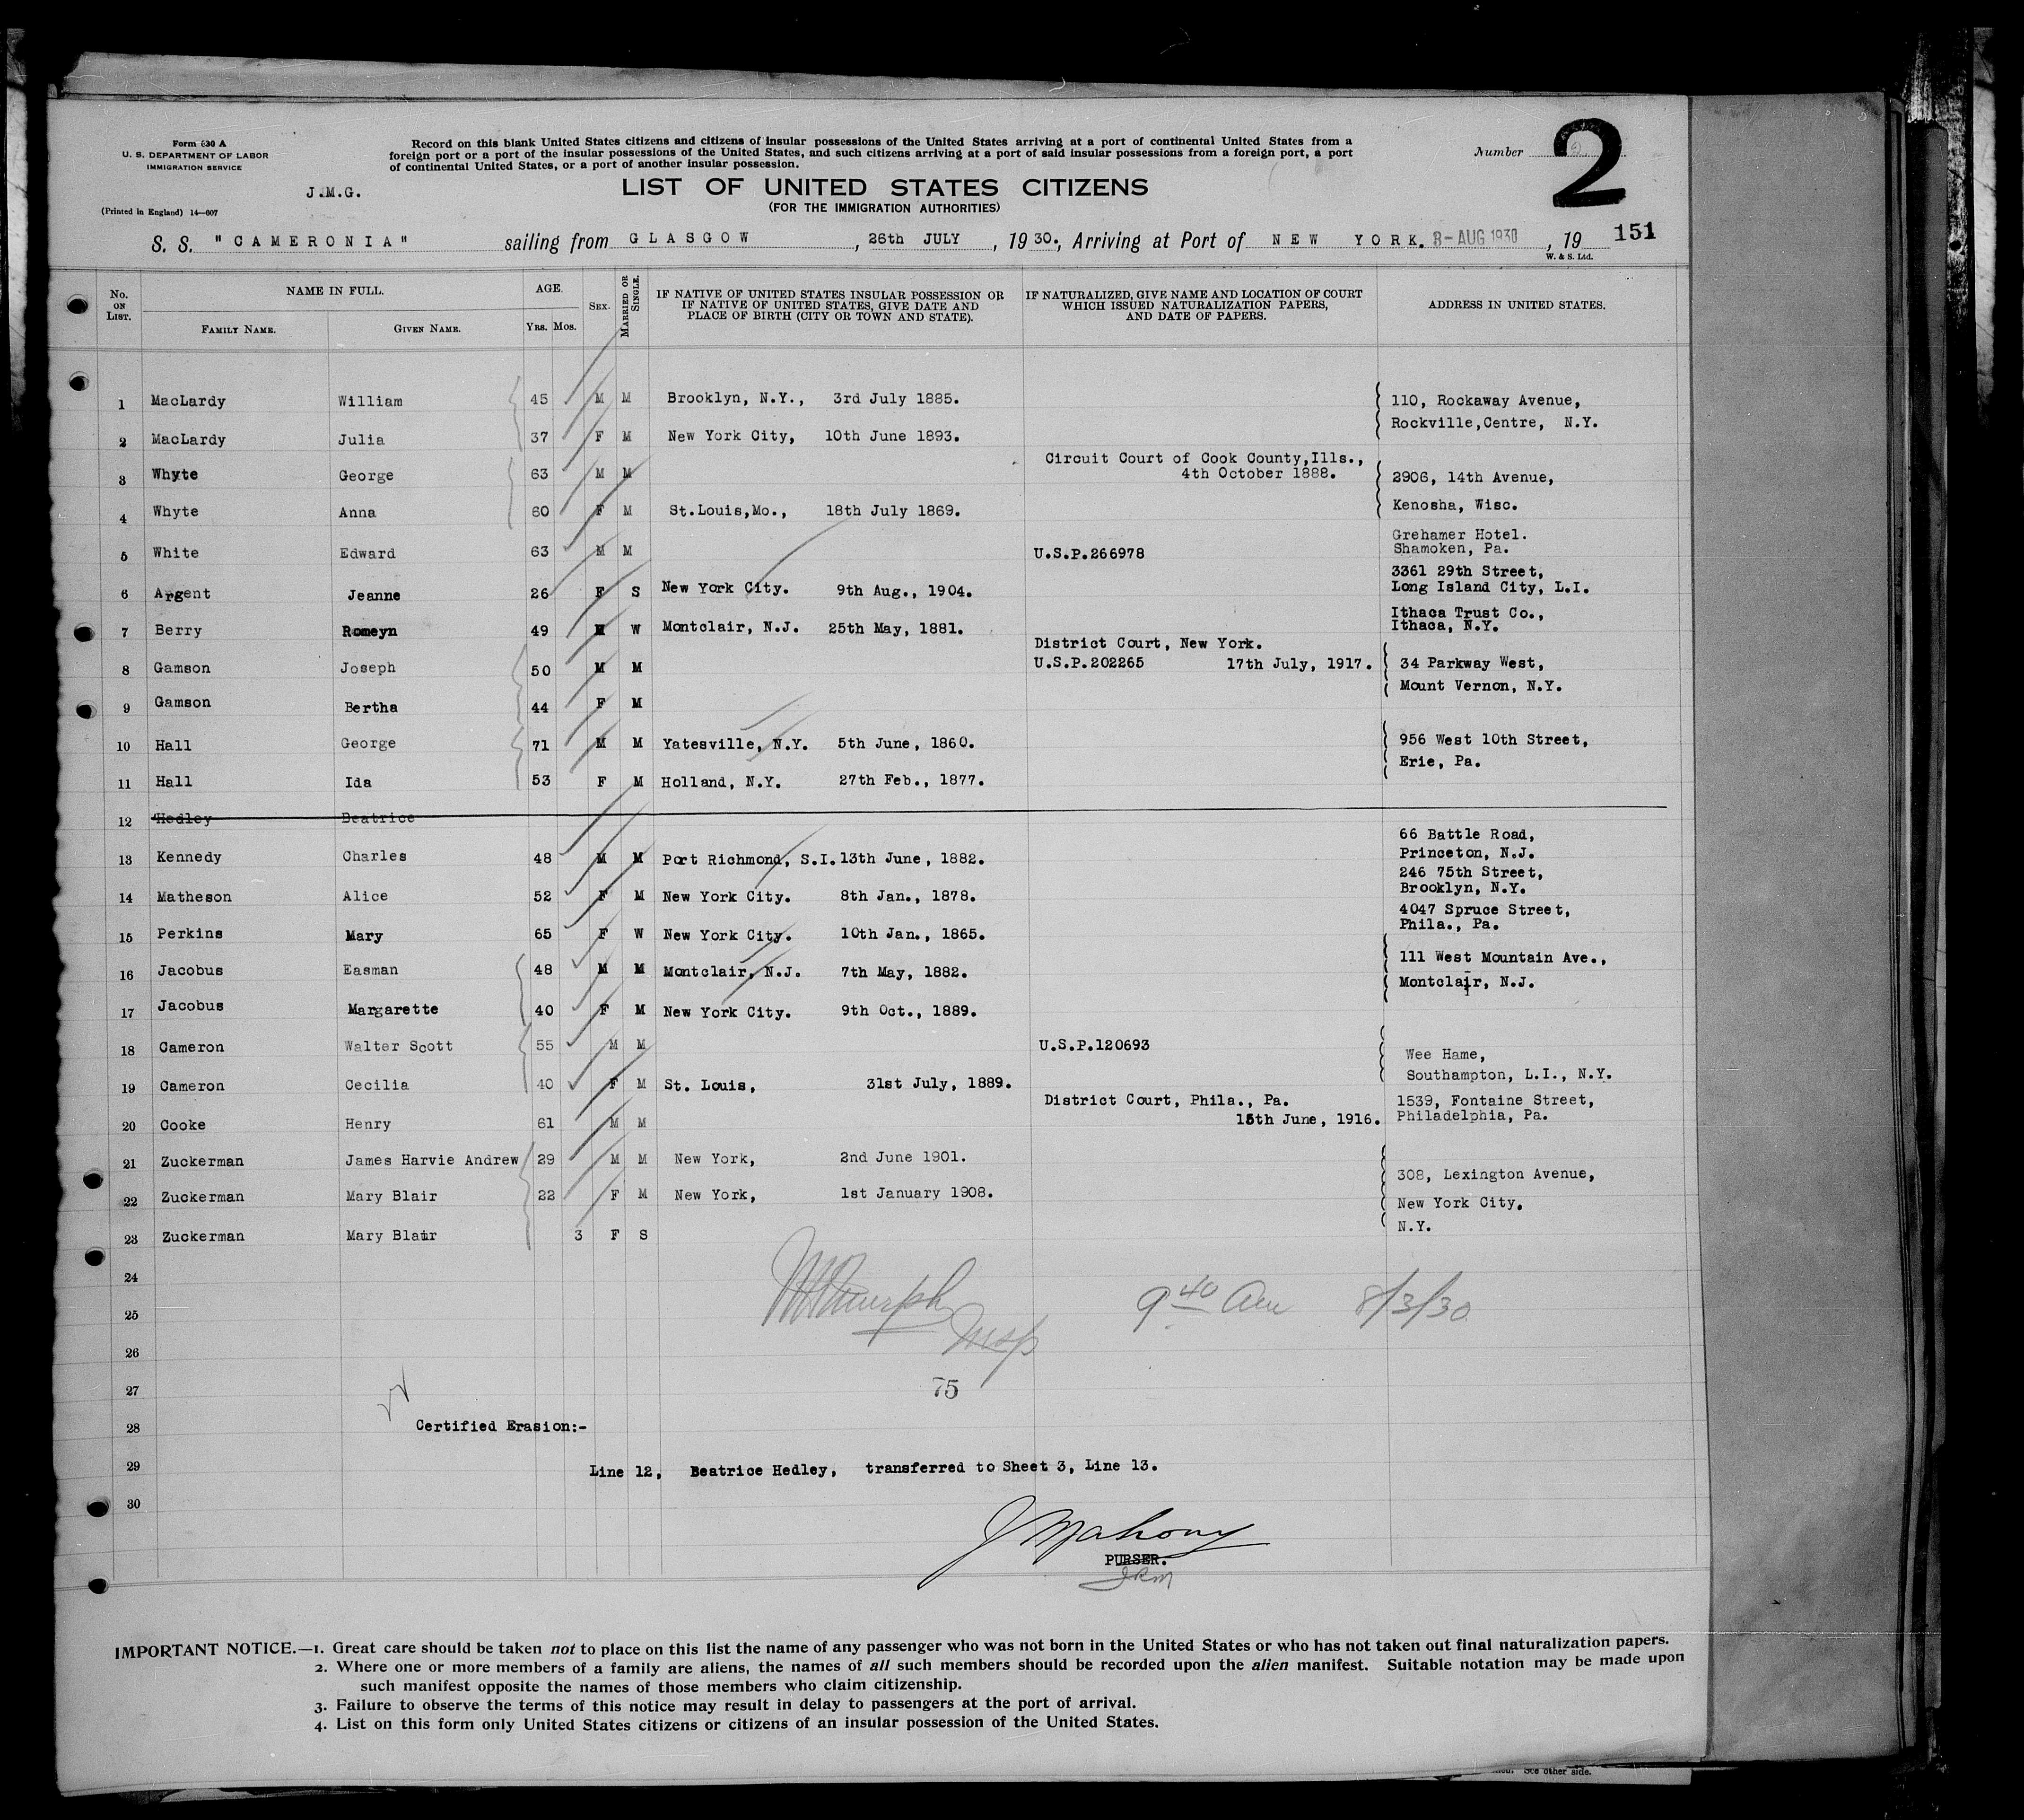 Form 630 A
U. S. DEPARTMENT OF LABOR
IMMIGRATION SERVICE
J.M.G.
(Printed in England) 14—607
Record on this blank United States citizens and citizens of insular possessions of the United States arriving at a port of continental United States from a
foreign port or a port of the insular possessions of the United States, and such citizens arriving at a port of said insular possessions from a foreign port, a port
of continental United States, or a port of another insular possession.
LIST OF UNITED STATES CITIZENS
(FOR THE IMMIGRATION AUTHORITIES)
Number 2
2
S. S. "CAMERONIA" sailing from GLASGOW, 26th JULY, 1930., Arriving at Port of NEW YORK. 8-AUG 1930, 19 151
W. & S. Ltd.
No. ON LIST. NAME IN FULL. FAMILY NAME. GIVEN NAME. AGE. YRS. MOS. SEX. MARRIED OR SINGLE. IF NATIVE OF UNITED STATES INSULAR POSSESSION OR IF NATIVE OF UNITED STATES, GIVE DATE AND PLACE OF BIRTH (CITY OR TOWN AND STATE). IF NATURALIZED, GIVE NAME AND LOCATION OF COURT WHICH ISSUED NATURALIZATION PAPERS, AND DATE OF PAPERS. ADDRESS IN UNITED STATES.
1 MacLardy William 45 M M Brooklyn, N.Y., 3rd July 1885. 110, Rockaway Avenue,
Rockville,Centre, N.Y.
2 MacLardy Julia 37 F M New York City, 10th June 1893.
Circuit Court of Cook County,Ills.,
3 Whyte George 63 M M 4th October 1888. 2906, 14th Avenue,
4 Whyte Anna 60 F M St.Louis,Mo., 18th July 1869. Kenosha, Wisc.
Grehamer Hotel.
5 White Edward 63 M M U.S.P.266978 Shamoken, Pa.
3361 29th Street,
6 Argent Jeanne 26 F S New York City. 9th Aug., 1904. Long Island City, L.I.
Ithaca Trust Co.,
7 Berry Romeyn 49 M W Montclair, N.J. 25th May, 1881. Ithaca, N.Y.
District Court, New York.
8 Gamson Joseph 50 M M U.S.P.202265 17th July, 1917. 34 Parkway West,
Mount Vernon, N.Y.
9 Gamson Bertha 44 F M
10 Hall George 71 M M Yatesville, N.Y. 5th June, 1860. 956 West 10th Street,
Erie, Pa.
11 Hall Ida 53 F M Holland, N.Y. 27th Feb., 1877.
12 Hedley Beatrice
66 Battle Road,
13 Kennedy Charles 48 M M Port Richmond, S.I. 13th June, 1882. Princeton, N.J.
246 75th Street,
14 Matheson Alice 52 F M New York City. 8th Jan., 1878. Brooklyn, N.Y.
4047 Spruce Street,
15 Perkins Mary 65 F W New York City. 10th Jan., 1865. Phila., Pa.
16 Jacobus Easman 48 M M Montclair, N.J. 7th May, 1882. 111 West Mountain Ave.,
Montclair, N.J.
17 Jacobus Margarette 40 F M New York City. 9th Oct., 1889.
18 Cameron Walter Scott 55 M M U.S.P.120693 Wee Hame,
19 Cameron Cecilia 40 F M St. Louis, 31st July, 1889. Southampton, L.I., N.Y.
District Court, Phila., Pa. 1539, Fontaine Street,
20 Cooke Henry 61 M M 15th June, 1916. Philadelphia, Pa.
21 Zuckerman James Harvie Andrew 29 M M New York, 2nd June 1901. 308, Lexington Avenue,
22 Zuckerman Mary Blair 22 F M New York, 1st January 1908. New York City,
23 Zuckerman Mary Blair 3 F S N.Y.
24
25 9 40 Am 8/3/30
26
27 75
28 Certified Erasion:-
29 Line 12, Beatrice Hedley, transferred to Sheet 3, Line 13.
30
J Mahony
PURSER.
IMPORTANT NOTICE.—1. Great care should be taken not to place on this list the name of any passenger who was not born in the United States or who has not taken out final naturalization papers.
2. Where one or more members of a family are aliens, the names of all such members should be recorded upon the alien manifest. Suitable notation may be made upon
such manifest opposite the names of those members who claim citizenship.
3. Failure to observe the terms of this notice may result in delay to passengers at the port of arrival.
4. List on this form only United States citizens or citizens of an insular possession of the United States.
See other side.